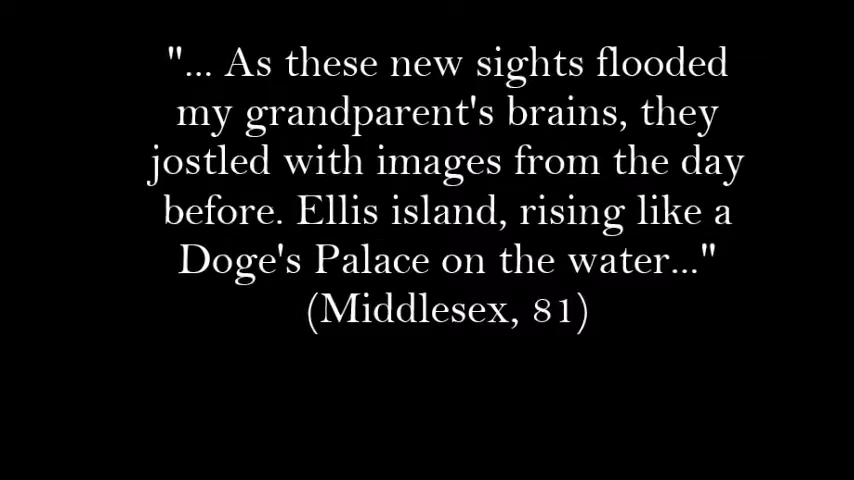 "... As these new sights flooded
my grandparent's brains, they
jostled with images from the day
before. Ellis island, rising like a
Doge's Palace on the water..."
(Middlesex, 81)